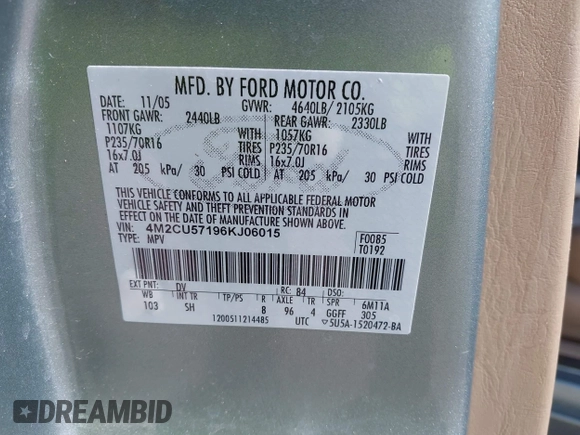 MFD. BY FORD MOTOR CO.
DATE: 11/05 GVWR: 4640LB/ 2105KG
FRONT GAWR: 2440LB REAR GAWR: 2330LB
1107KG WITH 1057KG WITH
P235/70R16 TIRES P235/70R16 TIRES
16x7.0J RIMS 16x7.0J RIMS
AT 205 kPa/ 30 PSI COLD AT 205 kPa/ 30 PSI COLD
THIS VEHICLE CONFORMS TO ALL APPLICABLE FEDERAL MOTOR
VEHICLE SAFETY AND THEFT PREVENTION STANDARDS IN
EFFECT ON THE DATE OF MANUFACTURE SHOWN ABOVE.
VIN: 4M2CU57196KJ06015 F0085
TYPE: MPV T0192
EXT PNT: DV RC: 84 DSO:
WB INT TR TP/PS R AXLE TR SPR 6M11A
103 SH 8 96 4 GGFF 305
1200511214485 UTC ▽5U5A-1520472-BA
Ford
DREAMBID